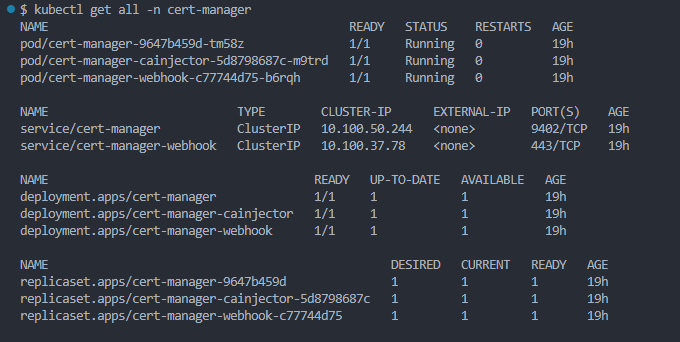 $ kubectl get all -n cert-manager
NAME READY STATUS RESTARTS AGE
pod/cert-manager-9647b459d-tm58z 1/1 Running 0 19h
pod/cert-manager-cainjector-5d8798687c-m9trd 1/1 Running 0 19h
pod/cert-manager-webhook-c77744d75-b6rqh 1/1 Running 0 19h
NAME TYPE CLUSTER-IP EXTERNAL-IP PORT(S) AGE
service/cert-manager ClusterIP 10.100.50.244 <none> 9402/TCP 19h
service/cert-manager-webhook ClusterIP 10.100.37.78 <none> 443/TCP 19h
NAME READY UP-TO-DATE AVAILABLE AGE
deployment.apps/cert-manager 1/1 1 1 19h
deployment.apps/cert-manager-cainjector 1/1 1 1 19h
deployment.apps/cert-manager-webhook 1/1 1 1 19h
NAME DESIRED CURRENT READY AGE
replicaset.apps/cert-manager-9647b459d 1 1 1 19h
replicaset.apps/cert-manager-cainjector-5d8798687c 1 1 1 19h
replicaset.apps/cert-manager-webhook-c77744d75 1 1 1 19h